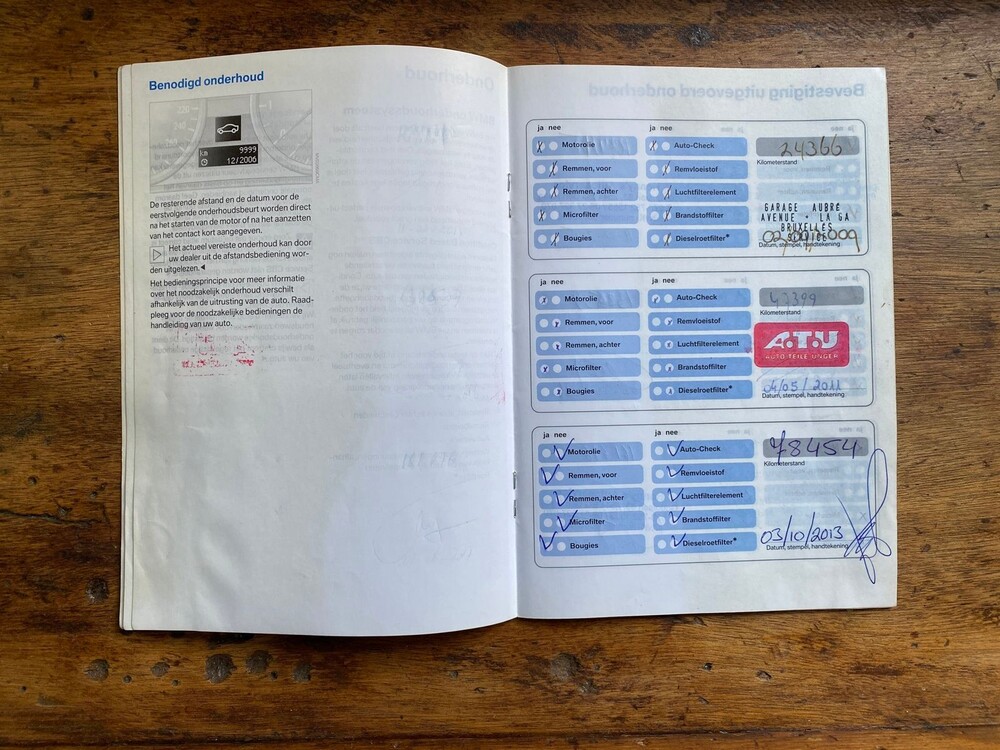 Benodigd onderhoud
km 9999
12/2006
De resterende afstand en de datum voor de
eerstvolgende onderhoudsbeurt worden direct
na het starten van de motor of na het aanzetten
van het contact kort aangegeven.
Het actueel vereiste onderhoud kan door
uw dealer uit de afstandsbediening wor-
den uitgelezen.
Het bedieningsprincipe voor meer informatie
over het noodzakelijk onderhoud verschilt
afhankelijk van de uitrusting van de auto. Raad-
pleeg voor de noodzakelijke bedieningen de
handleiding van uw auto.
ja nee
ja nee
Motorolie
Auto-Check
24366
Kilometerstand
Remmen, voor
Remvloeistof
Remmen, achter
Luchtfilterelement
Microfilter
Brandstoffilter
Bougies
Dieselroetfilter*
GARAGE AUBRE
AVENUE · LA GA
BRUXELLES
Datum, stempel, handtekening
ja nee
ja nee
Motorolie
Auto-Check
43399
Kilometerstand
Remmen, voor
Remvloeistof
Remmen, achter
Luchtfilterelement
Microfilter
Brandstoffilter
Bougies
Dieselroetfilter*
A.T.U
AUTO TEILE UNGER
04/05/2011
Datum, stempel, handtekening
ja nee
ja nee
Motorolie
Auto-Check
78454
Kilometerstand
Remmen, voor
Remvloeistof
Remmen, achter
Luchtfilterelement
Microfilter
Brandstoffilter
Bougies
Dieselroetfilter*
03/10/2013
Datum, stempel, handtekening